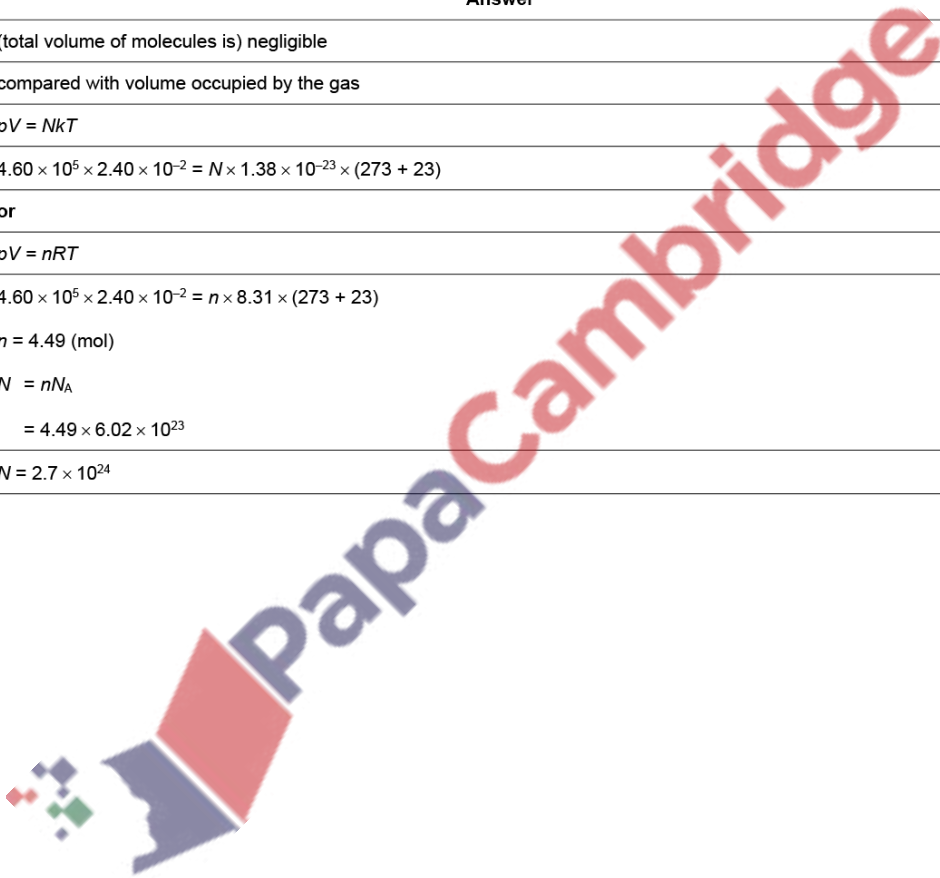 Answer
(total volume of molecules is) negligible
compared with volume occupied by the gas
pV = NkT
4.60 × 10⁵ × 2.40 × 10⁻² = N × 1.38 × 10⁻²³ × (273 + 23)
or
pV = nRT
4.60 × 10⁵ × 2.40 × 10⁻² = n × 8.31 × (273 + 23)
n = 4.49 (mol)
N = nNA
= 4.49 × 6.02 × 10²³
N = 2.7 × 10²⁴
PapaCambridge